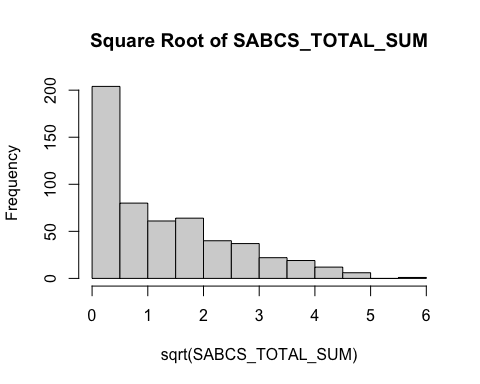 Square Root of SABCS_TOTAL_SUM
Frequency
200
150
100
50
0
0 1 2 3 4 5 6
sqrt(SABCS_TOTAL_SUM)